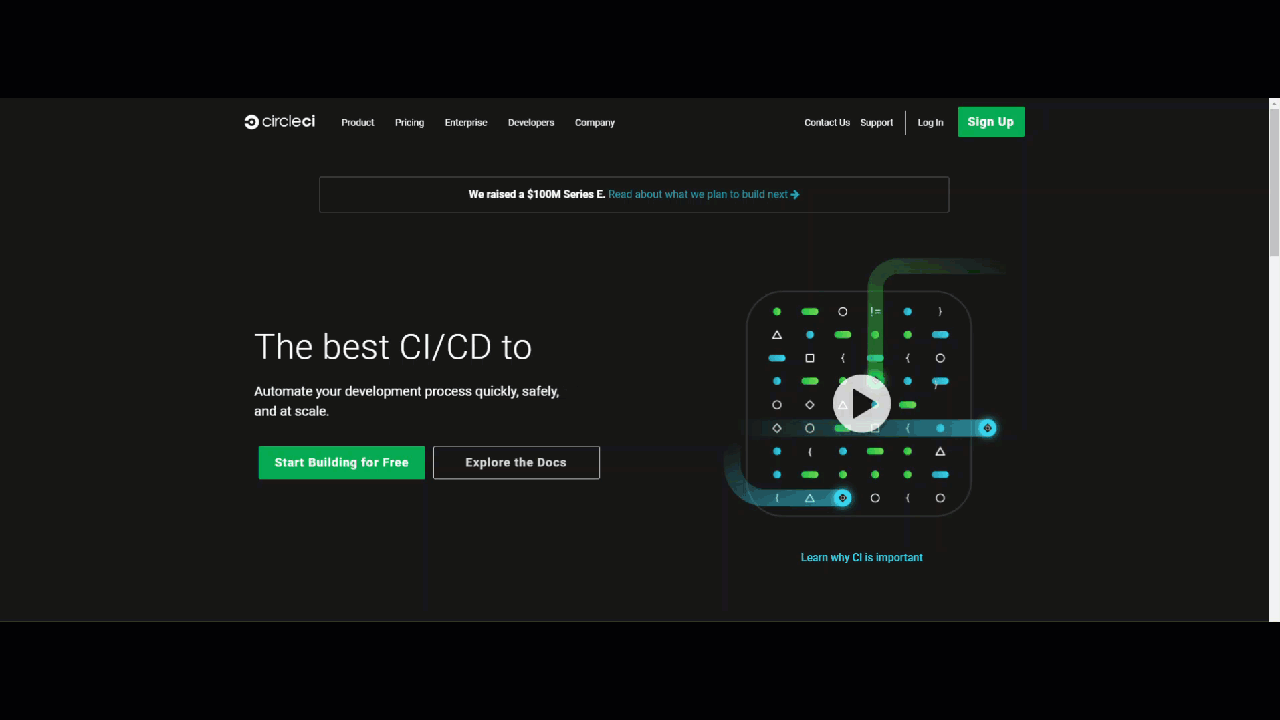 circleci Product Pricing Enterprise Developers Company Contact Us Support Log In Sign Up
We raised a $100M Series E. Read about what we plan to build next →
The best CI/CD to
Automate your development process quickly, safely,
and at scale.
Start Building for Free Explore the Docs
Learn why CI is important